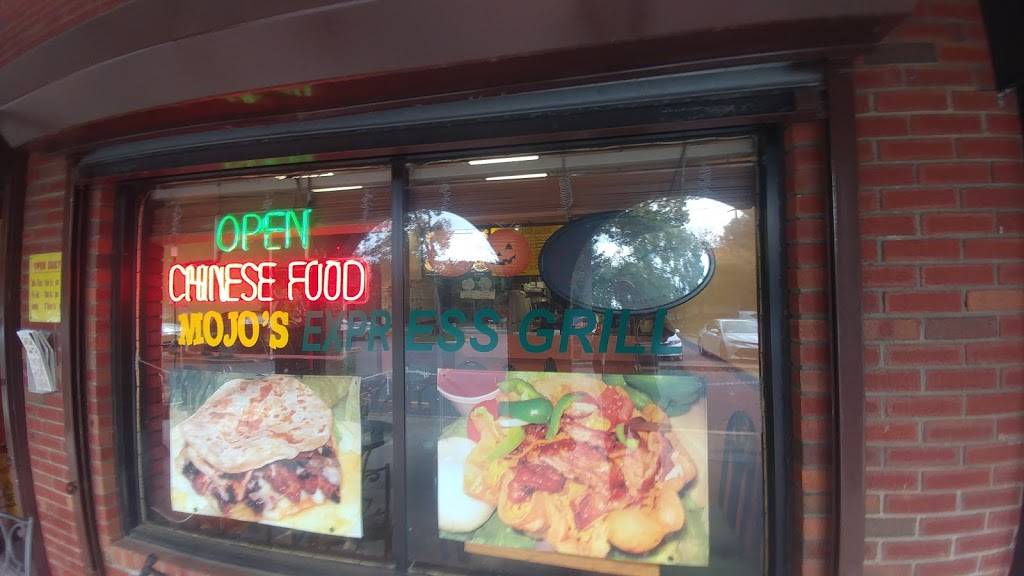 OPEN
CHINESE FOOD
MOJO'S EXPRESS GRILL